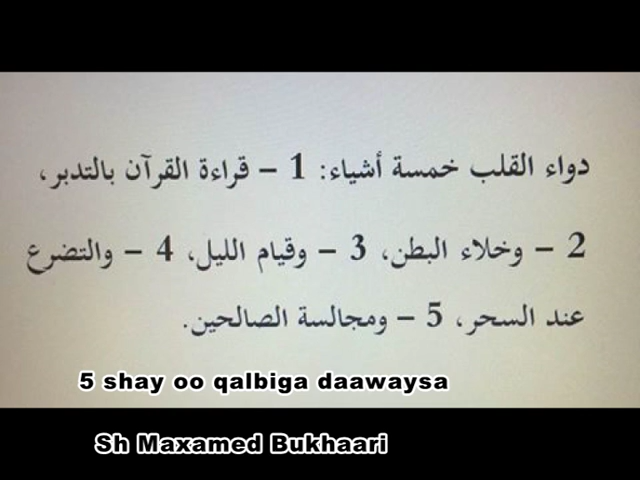 دواء القلب خمسة أشياء: 1 – قراءة القرآن بالتدبر،
2 – وخلاء البطن، 3 – وقيام الليل، 4 – والتضرع
عند السحر، 5 – ومجالسة الصالحين.
5 shay oo qalbiga daawaysa
Sh Maxamed Bukhaari